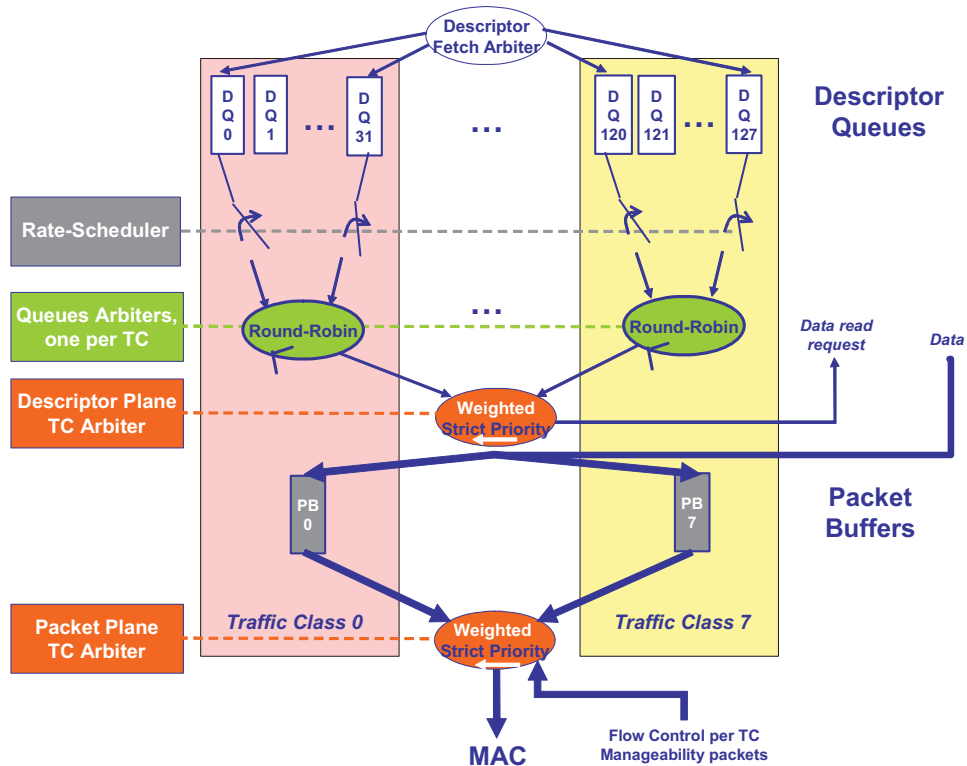 Descriptor
Fetch Arbiter
D
Q
0
D
Q
1
...
D
Q
31
...
D
Q
120
D
Q
121
...
D
Q
127
Descriptor
Queues
Rate-Scheduler
Queues Arbiters,
one per TC
Round-Robin
...
Round-Robin
Data read
request
Data
Descriptor Plane
TC Arbiter
Weighted
Strict Priority
PB
0
PB
7
Packet
Buffers
Packet Plane
TC Arbiter
Traffic Class 0
Weighted
Strict Priority
Traffic Class 7
MAC
Flow Control per TC
Manageability packets